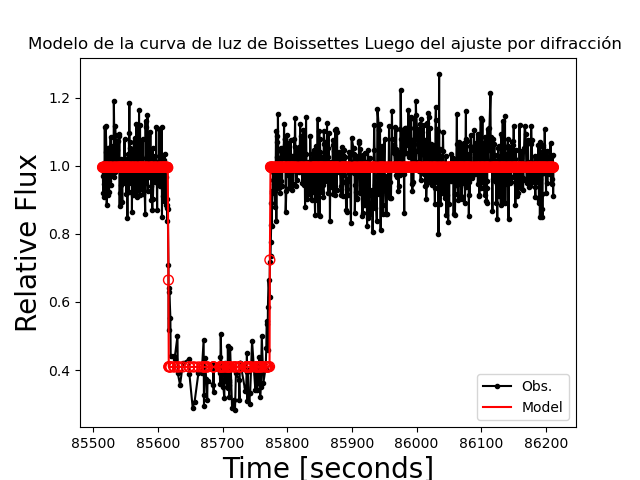 Modelo de la curva de luz de Boissettes Luego del ajuste por difracción
Relative Flux
1.2
1.0
0.8
0.6
0.4
Obs.
Model
85500 85600 85700 85800 85900 86000 86100 86200
Time [seconds]